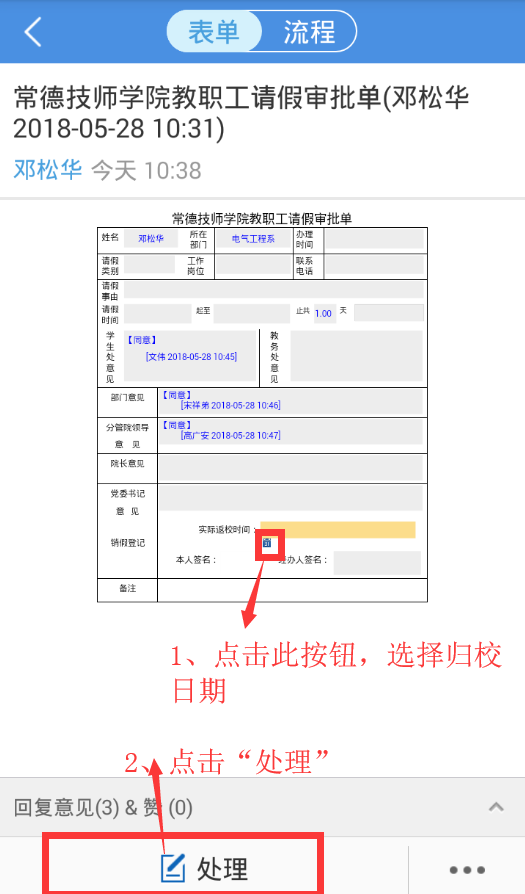 表单 流程
常德技师学院教职工请假审批单(邓松华
2018-05-28 10:31)
邓松华 今天 10:38
常德技师学院教职工请假审批单
姓名 邓松华 所在部门 电气工程系 办理时间
请假类别 工作岗位 联系电话
请假事由
请假时间 起至 止共 1.00 天
学生处意见 【同意】 教务处意见
[文伟 2018-05-28 10:45]
部门意见 【同意】
[宋祥弟 2018-05-28 10:46]
分管院领导 【同意】
意 见 [高广安 2018-05-28 10:47]
院长意见
党委书记
意 见
实际返校时间：
销假登记
本人签名： 办人签名：
备注
1、点击此按钮，选择归校
日期
2、点击“处理”
回复意见(3) & 赞 (0)
处理